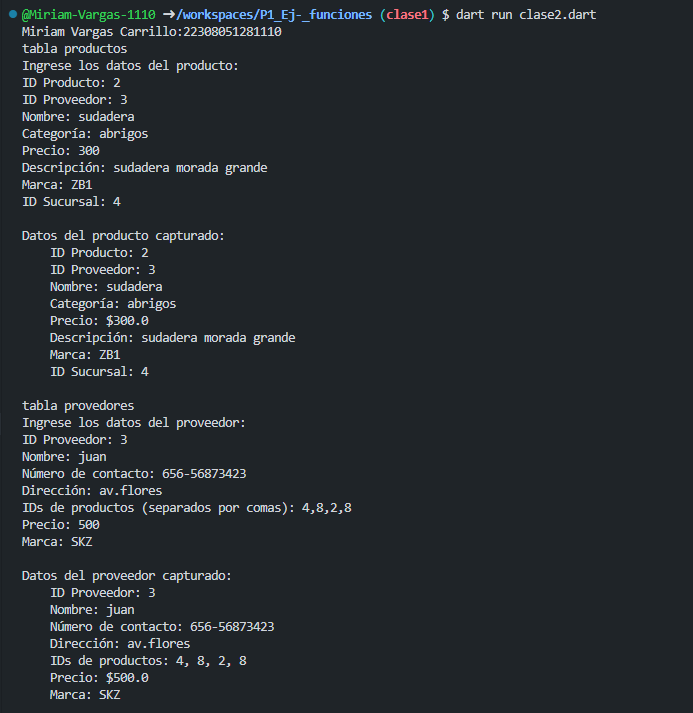 @Miriam-Vargas-1110 ➜/workspaces/P1_Ej-_funciones (clase1) $ dart run clase2.dart
Miriam Vargas Carrillo:22308051281110
tabla productos
Ingrese los datos del producto:
ID Producto: 2
ID Proveedor: 3
Nombre: sudadera
Categoría: abrigos
Precio: 300
Descripción: sudadera morada grande
Marca: ZB1
ID Sucursal: 4

Datos del producto capturado:
    ID Producto: 2
    ID Proveedor: 3
    Nombre: sudadera
    Categoría: abrigos
    Precio: $300.0
    Descripción: sudadera morada grande
    Marca: ZB1
    ID Sucursal: 4

tabla provedores
Ingrese los datos del proveedor:
ID Proveedor: 3
Nombre: juan
Número de contacto: 656-56873423
Dirección: av.flores
IDs de productos (separados por comas): 4,8,2,8
Precio: 500
Marca: SKZ

Datos del proveedor capturado:
    ID Proveedor: 3
    Nombre: juan
    Número de contacto: 656-56873423
    Dirección: av.flores
    IDs de productos: 4, 8, 2, 8
    Precio: $500.0
    Marca: SKZ